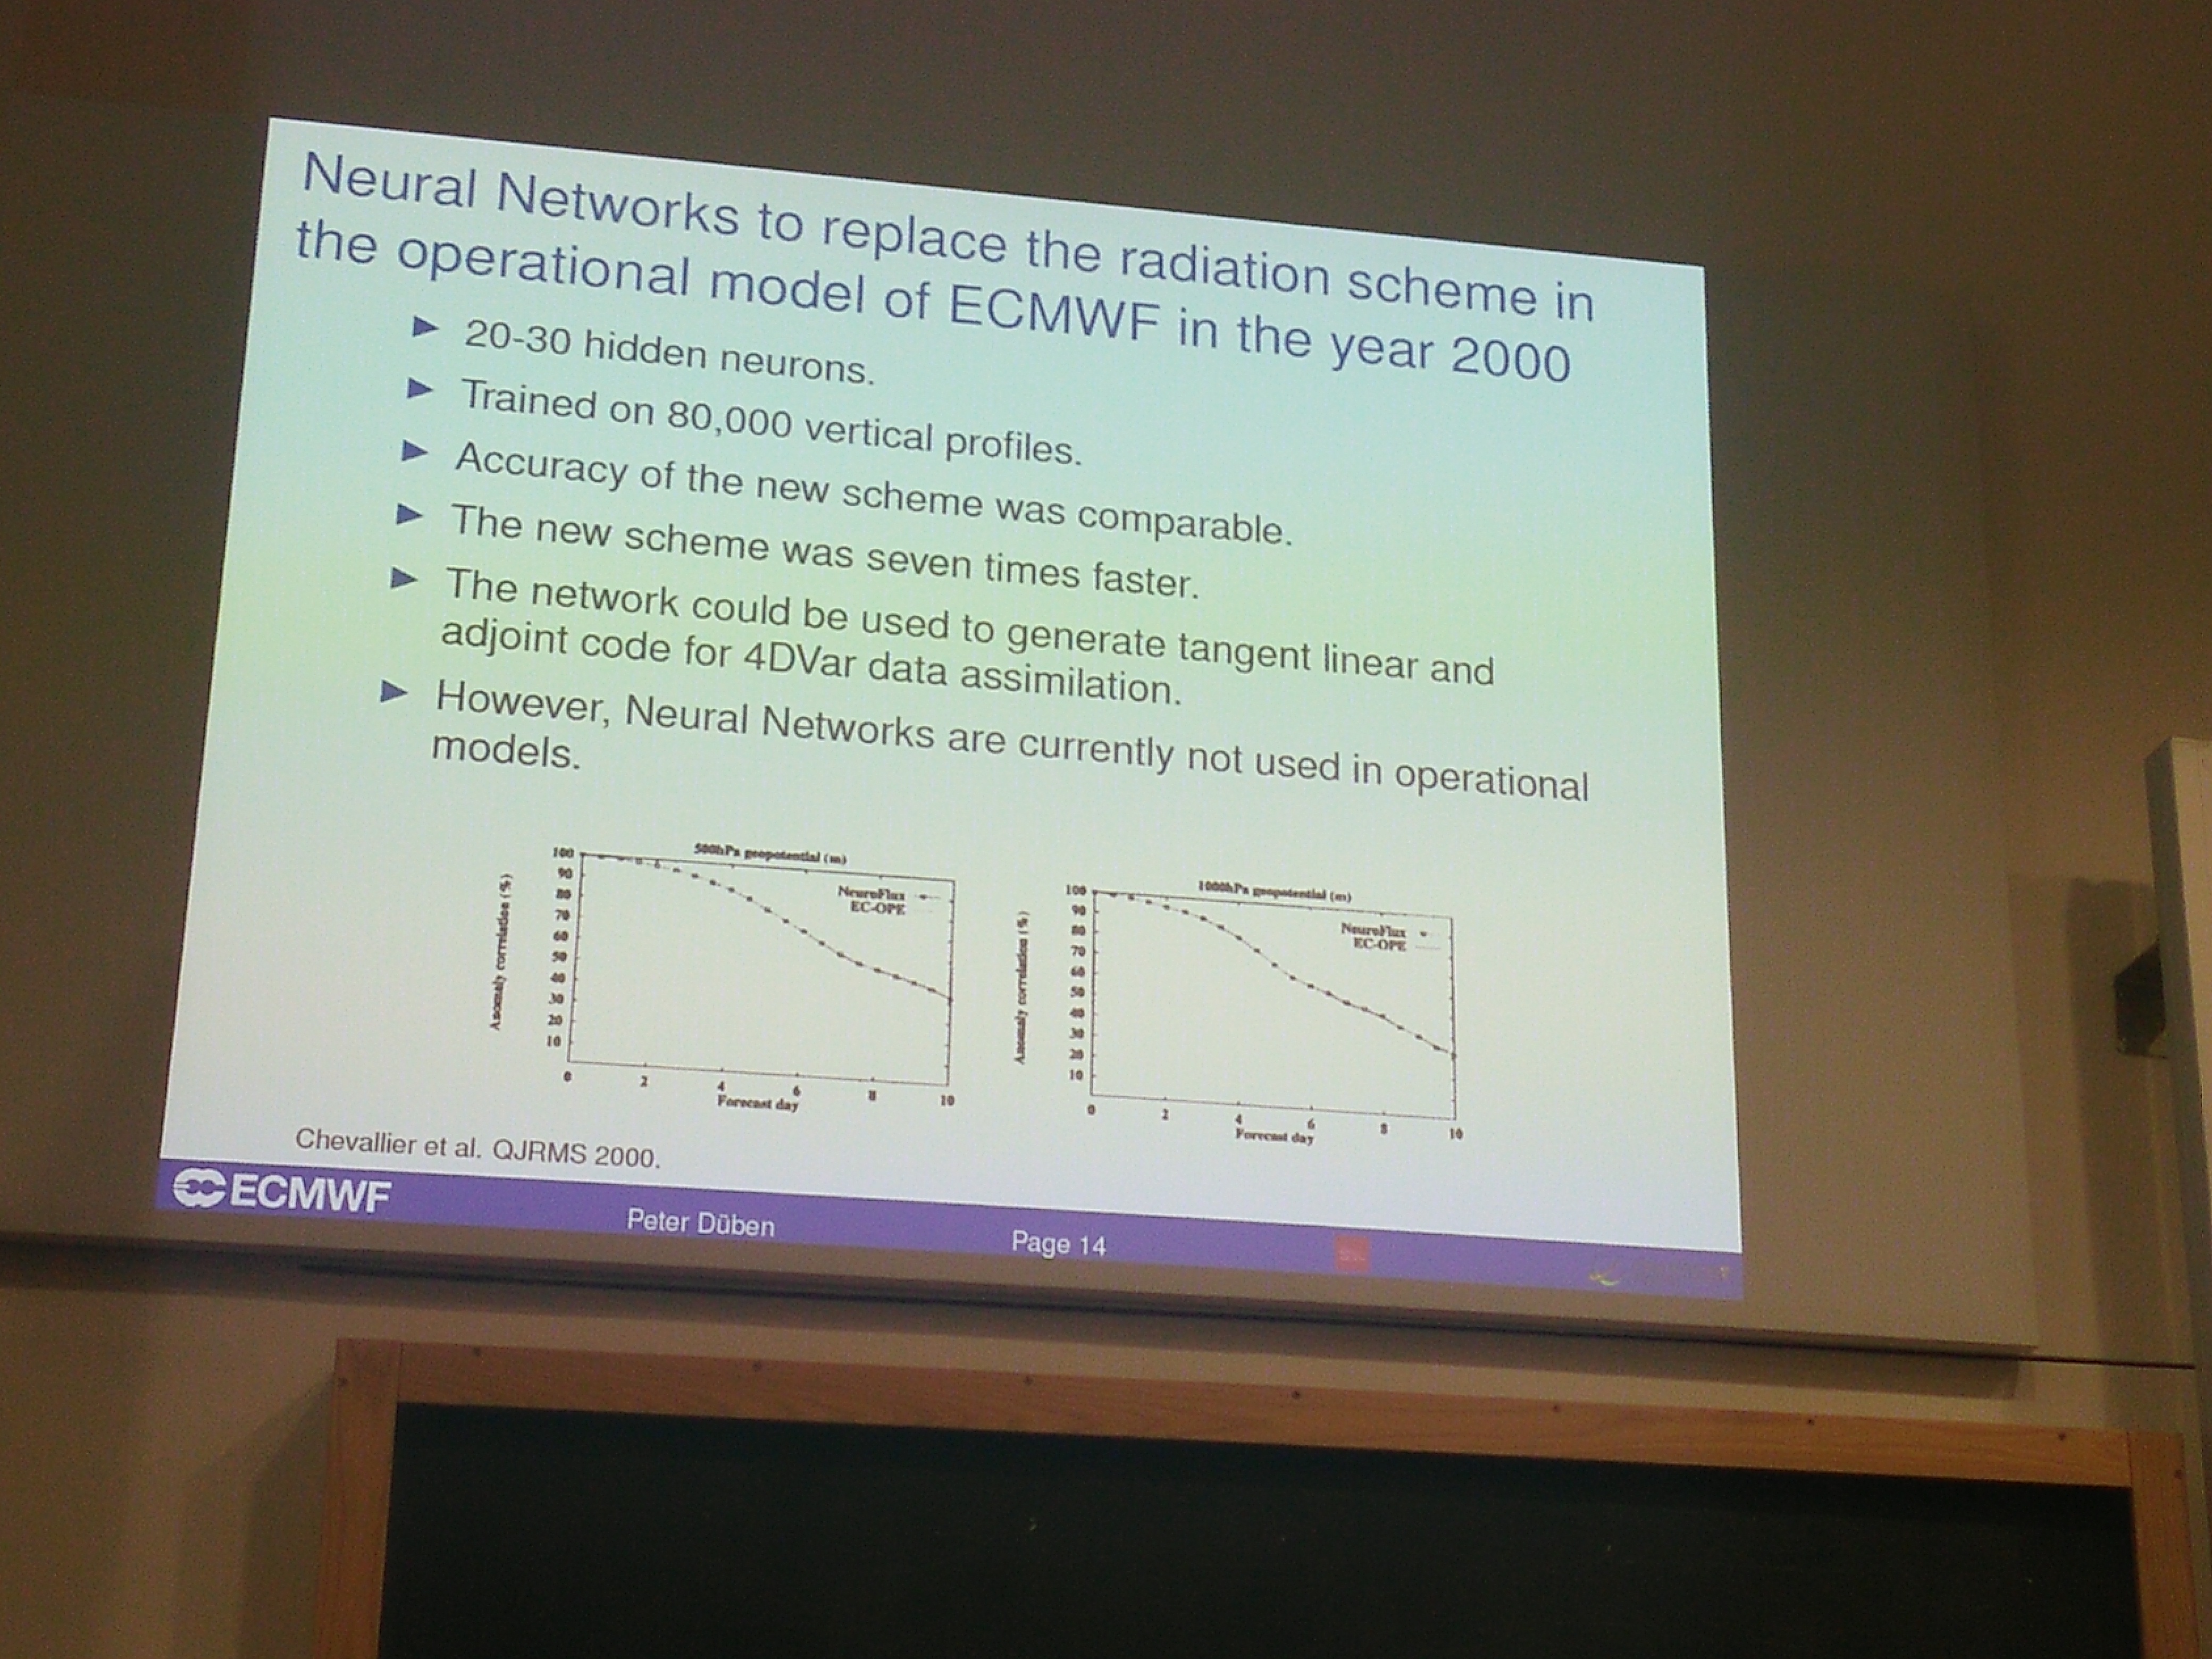 Neural Networks to replace the radiation scheme in
the operational model of ECMWF in the year 2000
20-30 hidden neurons.
Trained on 80,000 vertical profiles.
Accuracy of the new scheme was comparable.
The new scheme was seven times faster.
The network could be used to generate tangent linear and
adjoint code for 4DVar data assimilation.
However, Neural Networks are currently not used in operational
models.
500hPa geopotential (m)
Anomaly correlation (%)
100
90
80
70
60
50
40
30
20
10
NeuroFlux
EC-OPE
0 2 4 6 8 10
Forecast day
1000hPa geopotential (m)
Anomaly correlation (%)
100
90
80
70
60
50
40
30
20
10
NeuroFlux
EC-OPE
0 2 4 6 8 10
Forecast day
Chevallier et al. QJRMS 2000.
ECMWF
Peter Düben
Page 14